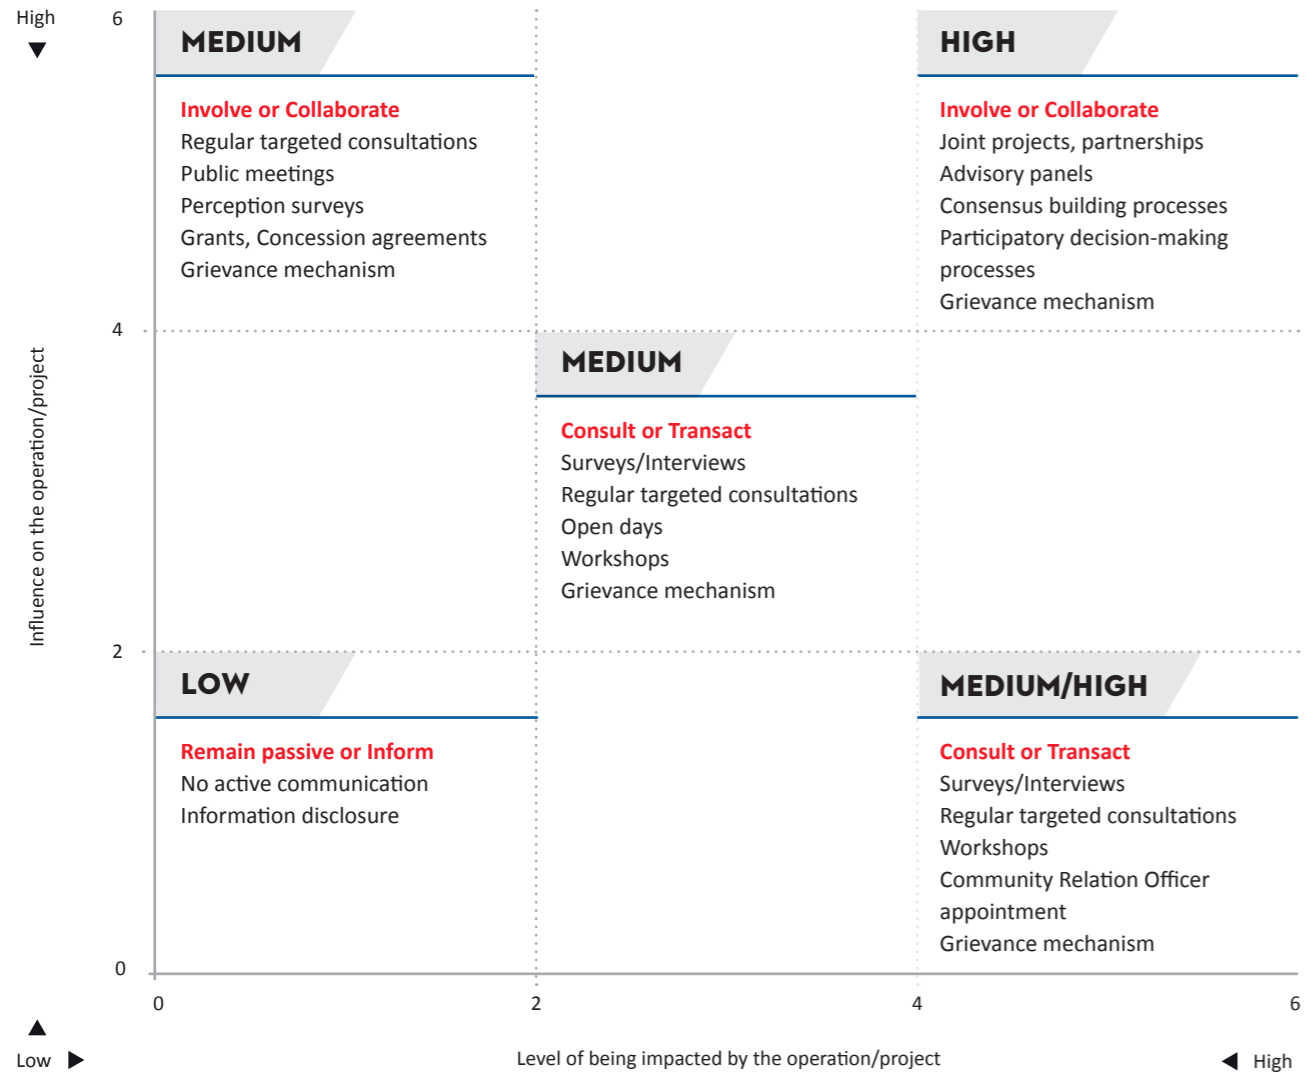 High
6
MEDIUM
Involve or Collaborate
Regular targeted consultations
Public meetings
Perception surveys
Grants, Concession agreements
Grievance mechanism
HIGH
Involve or Collaborate
Joint projects, partnerships
Advisory panels
Consensus building processes
Participatory decision-making
processes
Grievance mechanism
4
Influence on the operation/project
MEDIUM
Consult or Transact
Surveys/Interviews
Regular targeted consultations
Open days
Workshops
Grievance mechanism
2
LOW
Remain passive or Inform
No active communication
Information disclosure
MEDIUM/HIGH
Consult or Transact
Surveys/Interviews
Regular targeted consultations
Workshops
Community Relation Officer
appointment
Grievance mechanism
0
0
2
4
6
Low
Level of being impacted by the operation/project
High